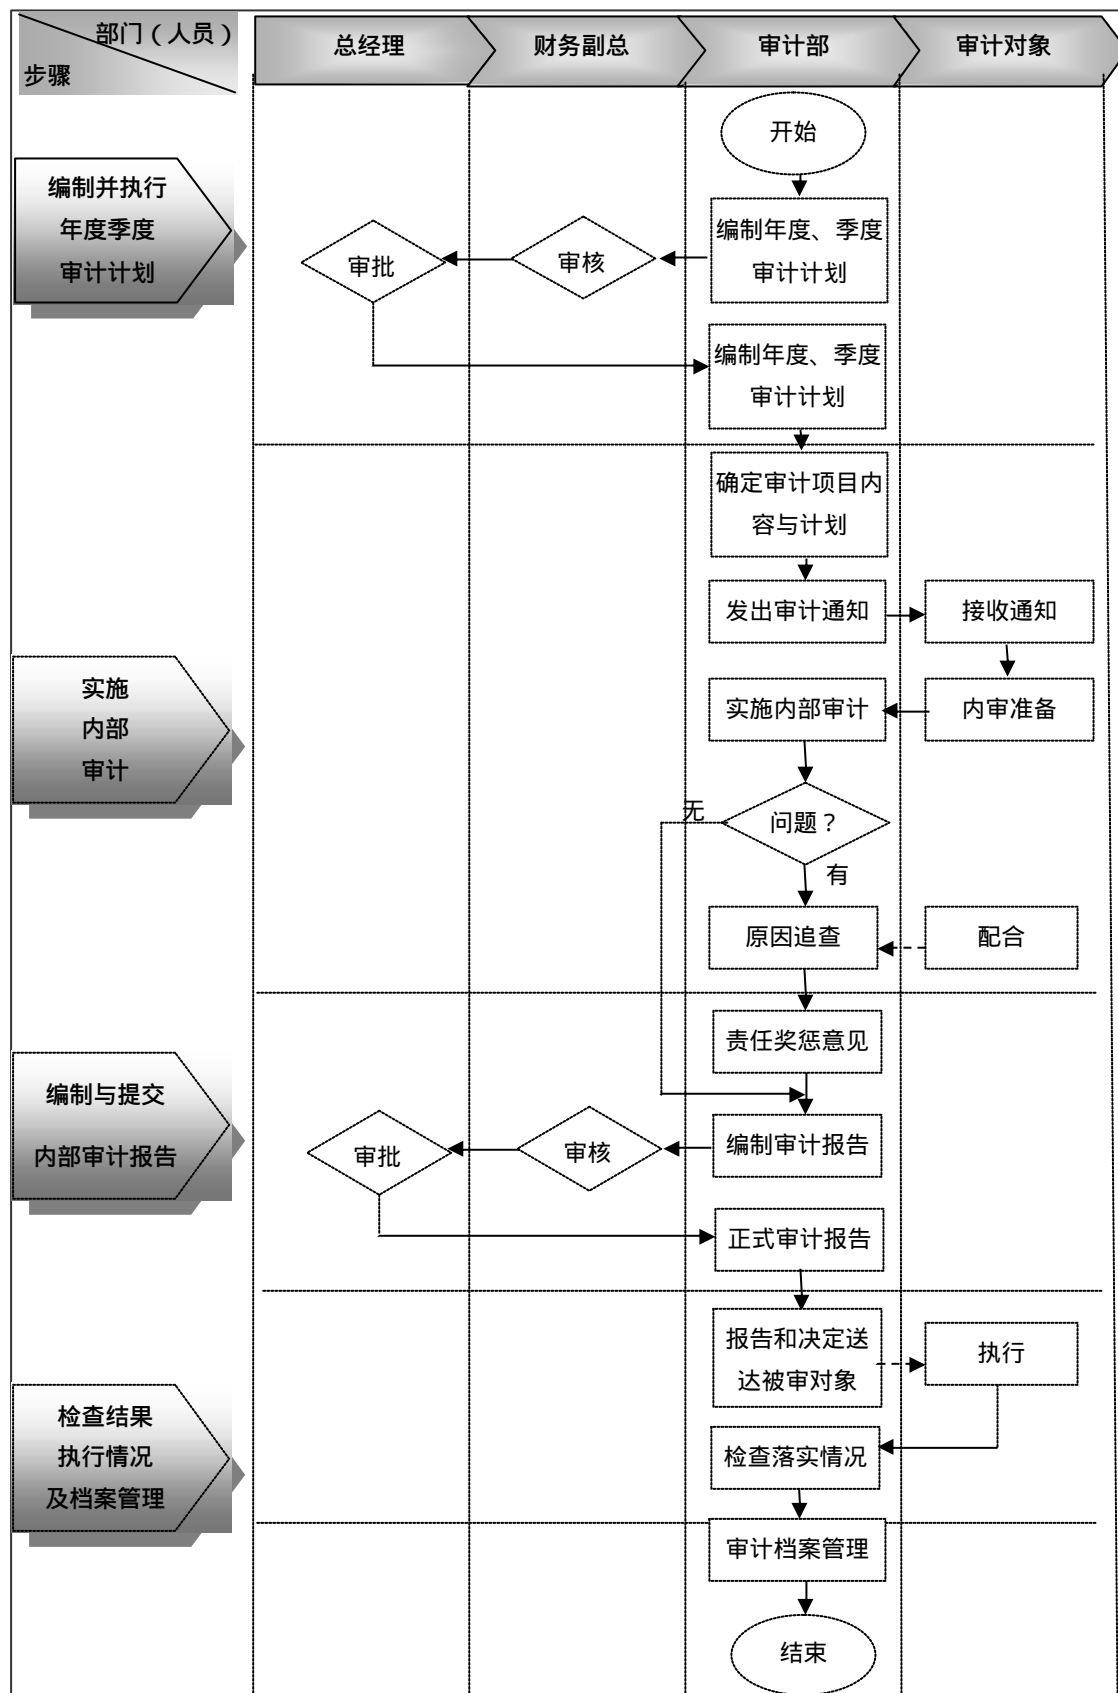 部门（人员）
步骤
总经理
财务副总
审计部
审计对象
开始
编制并执行
年度季度
审计计划
编制年度、季度
审计计划
审核
审批
编制年度、季度
审计计划
确定审计项目内
容与计划
发出审计通知
接收通知
实施
内部
审计
实施内部审计
内审准备
无
问题？
有
原因追查
配合
责任奖惩意见
编制与提交
内部审计报告
编制审计报告
审核
审批
正式审计报告
报告和决定送
达被审对象
执行
检查结果
执行情况
及档案管理
检查落实情况
审计档案管理
结束